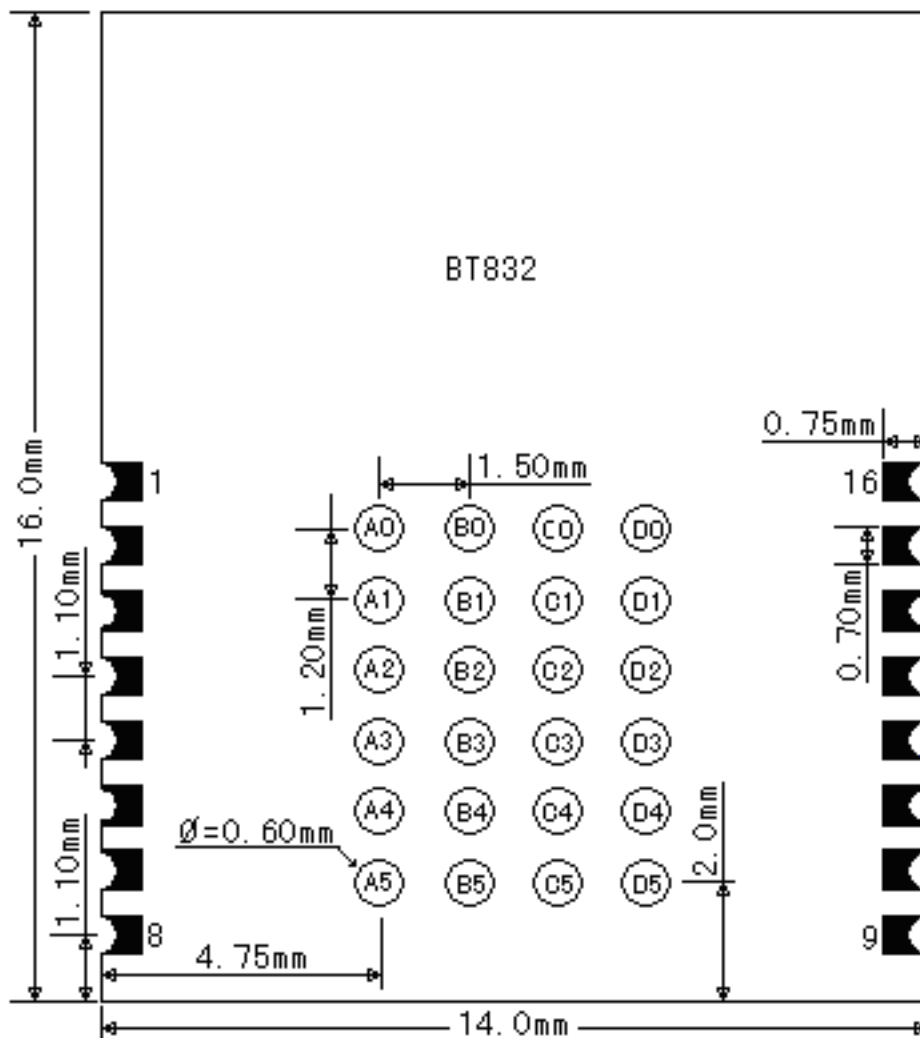 BT832
16.0mm
0.75mm
1.50mm
1
16
A0 B0 C0 D0
1.10mm
1.20mm
0.70mm
A1 B1 C1 D1
A2 B2 C2 D2
A3 B3 C3 D3
A4 B4 C4 D4
Ø=0.60mm
2.0mm
A5 B5 C5 D5
1.10mm
8
9
4.75mm
14.0mm